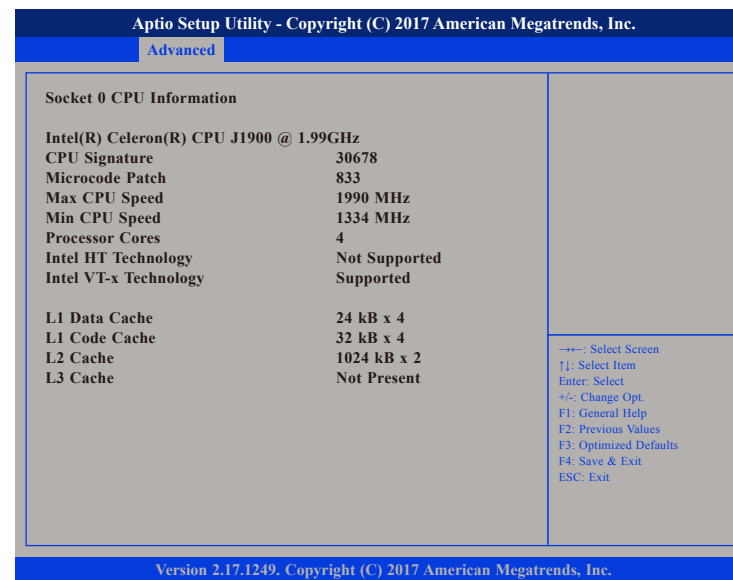 Aptio Setup Utility - Copyright (C) 2017 American Megatrends, Inc.
Advanced
Socket 0 CPU Information
Intel(R) Celeron(R) CPU J1900 @ 1.99GHz
CPU Signature 30678
Microcode Patch 833
Max CPU Speed 1990 MHz
Min CPU Speed 1334 MHz
Processor Cores 4
Intel HT Technology Not Supported
Intel VT-x Technology Supported
L1 Data Cache 24 kB x 4
L1 Code Cache 32 kB x 4
L2 Cache 1024 kB x 2
L3 Cache Not Present
→←: Select Screen
↑↓: Select Item
Enter: Select
+/-: Change Opt.
F1: General Help
F2: Previous Values
F3: Optimized Defaults
F4: Save & Exit
ESC: Exit
Version 2.17.1249. Copyright (C) 2017 American Megatrends, Inc.